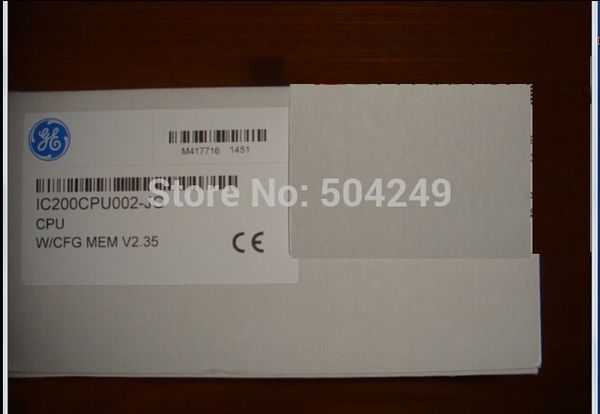 GE
M417716 1451
Store No: 504249
IC200CPU002-
CPU
W/CFG MEM V2.35
CE